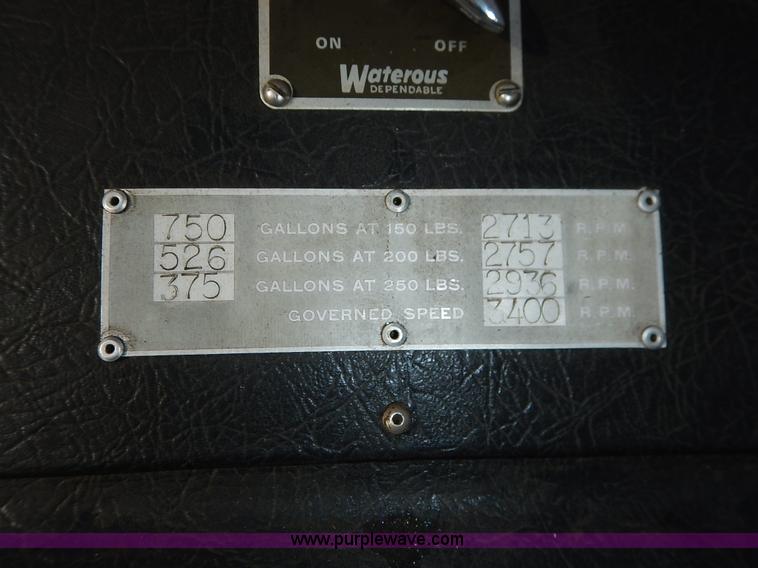 ON OFF
Waterous
DEPENDABLE
750 GALLONS AT 150 LBS. 2713 R.P.M.
526 GALLONS AT 200 LBS. 2757 R.P.M.
375 GALLONS AT 250 LBS. 2936 R.P.M.
GOVERNED SPEED 3400 R.P.M.
www.purplewave.com